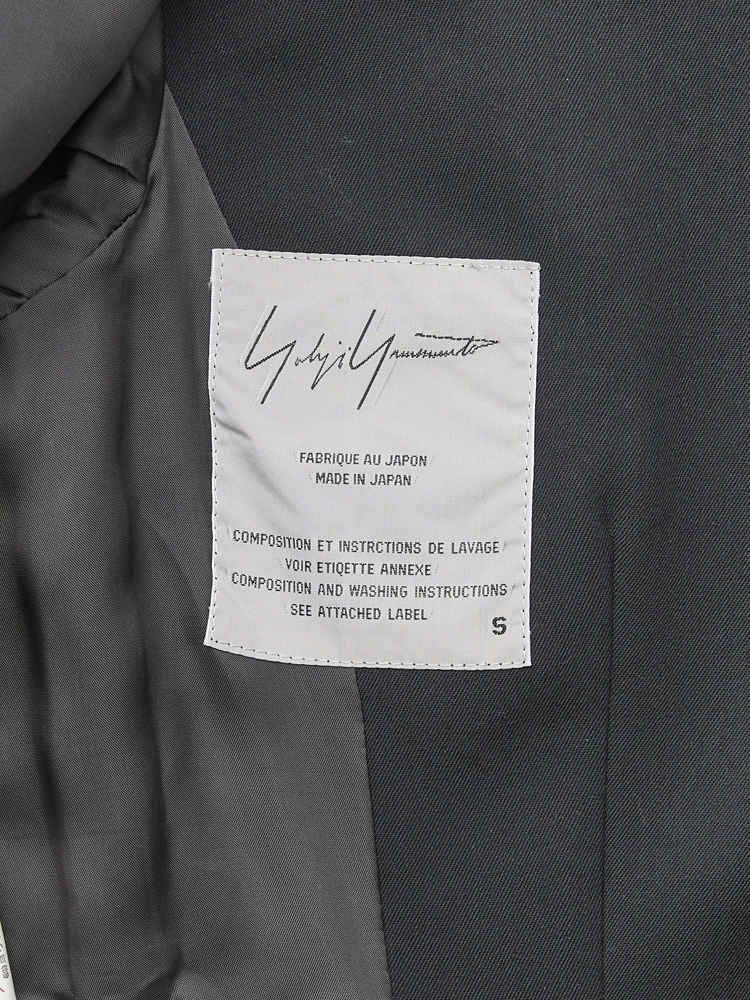 Yohji Yamamoto
FABRIQUE AU JAPON
MADE IN JAPAN
COMPOSITION ET INSTRCTIONS DE LAVAGE
VOIR ETIQETTE ANNEXE
COMPOSITION AND WASHING INSTRUCTIONS
SEE ATTACHED LABEL
S